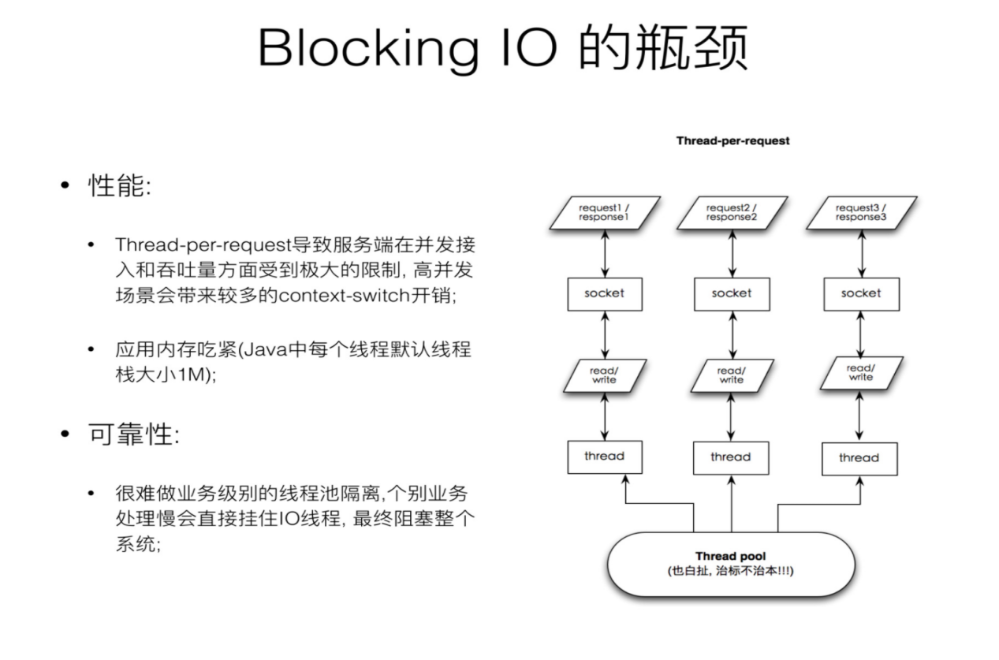 Blocking IO 的瓶颈
• 性能:
• Thread-per-request导致服务端在并发接
入和吞吐量方面受到极大的限制, 高并发
场景会带来较多的context-switch开销;
• 应用内存吃紧(Java中每个线程默认线程
栈大小1M);
• 可靠性:
• 很难做业务级别的线程池隔离,个别业务
处理慢会直接挂住IO线程, 最终阻塞整个
系统;
Thread-per-request
request1 /
response1
request2 /
response2
request3 /
response3
socket
socket
socket
read/
write
read/
write
read/
write
thread
thread
thread
Thread pool
(也白扯, 治标不治本!!!)